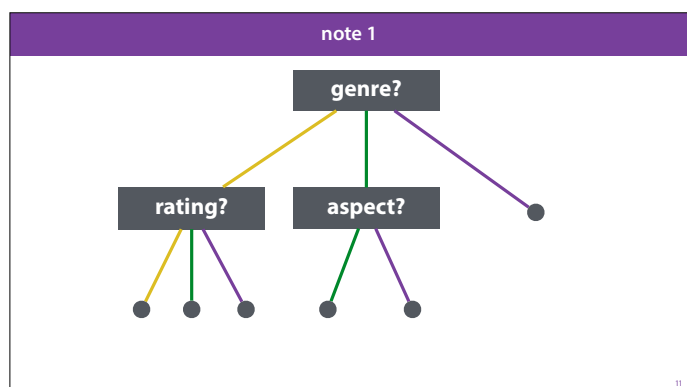 note 1
genre?
rating?
aspect?
11